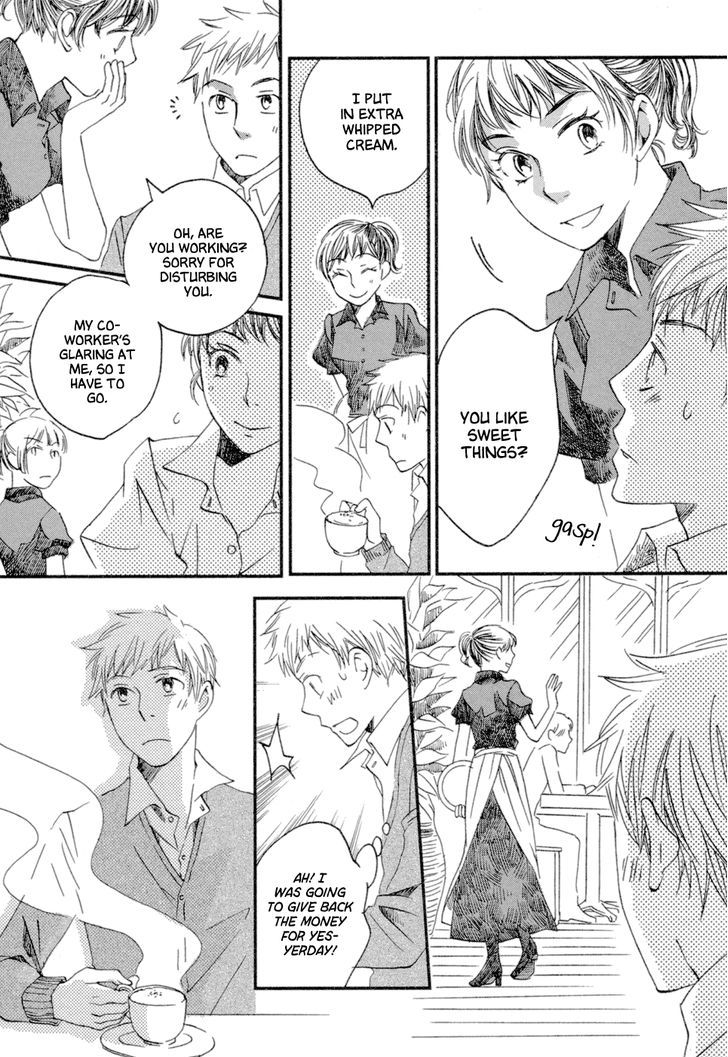 YOU LIKE
SWEET
THINGS?
gasp!
I PUT
IN EXTRA
WHIPPED
CREAM.
OH, ARE
YOU WORKING?
SORRY FOR
DISTURBING
YOU.
MY CO-
WORKER'S
GLARING AT
ME, SO I
HAVE TO
GO.
AH! I
WAS GOING
TO GIVE BACK
THE MONEY
FOR YES-
YERDAY!